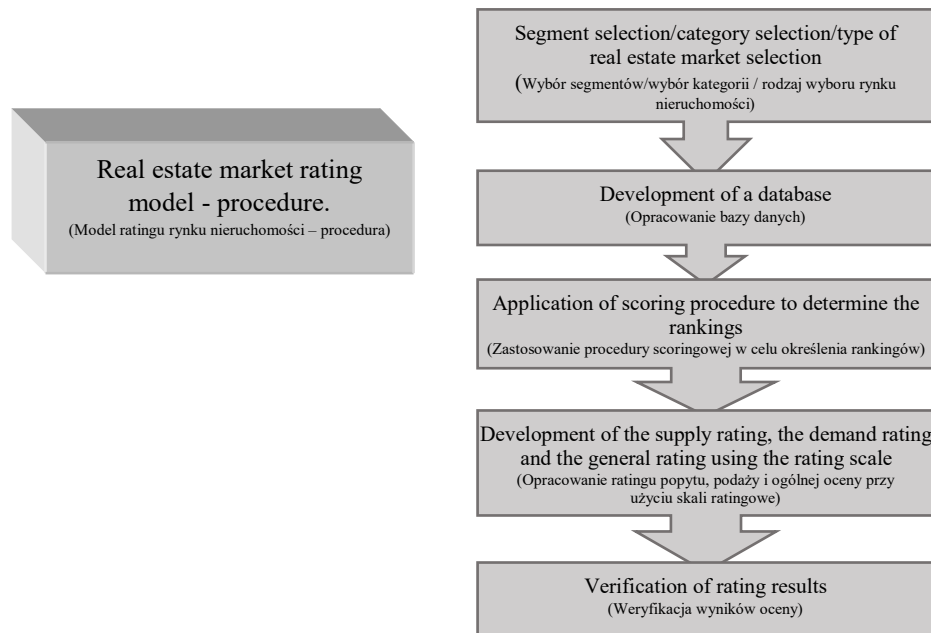 Real estate market rating
model - procedure.
(Model ratingu rynku nieruchomości – procedura)
Segment selection/category selection/type of
real estate market selection
(Wybór segmentów/wybór kategorii / rodzaj wyboru rynku
nieruchomości)
Development of a database
(Opracowanie bazy danych)
Application of scoring procedure to determine the
rankings
(Zastosowanie procedury scoringowej w celu określenia rankingów)
Development of the supply rating, the demand rating
and the general rating using the rating scale
(Opracowanie ratingu popytu, podaży i ogólnej oceny przy
użyciu skali ratingowe)
Verification of rating results
(Weryfikacja wyników oceny)